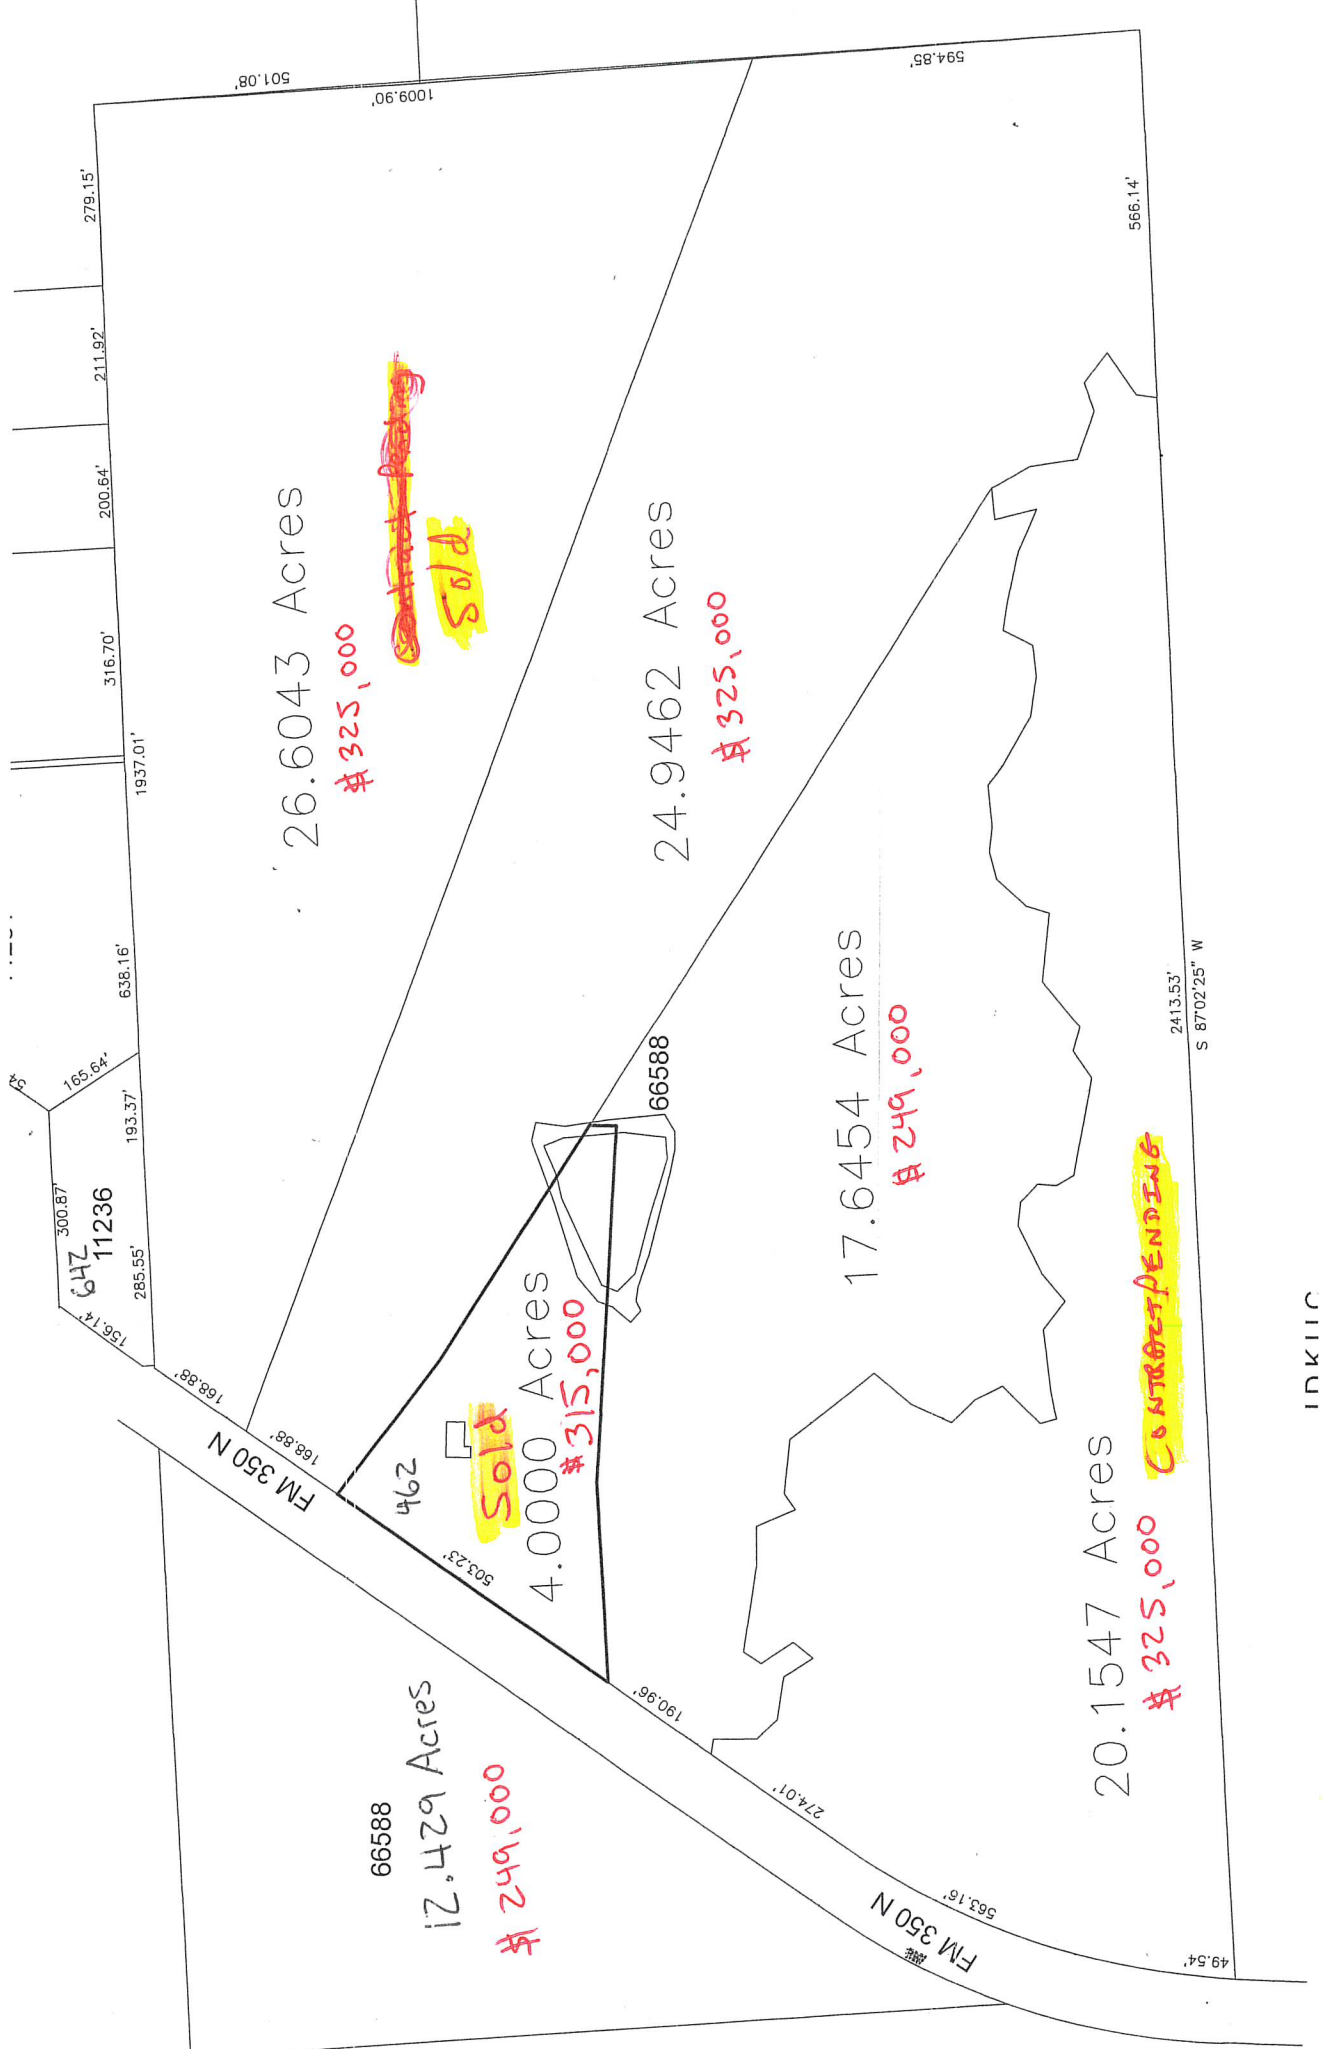 501.08'
1009.90'
594.85'
279.15'
211.92'
200.64'
316.70'
1937.01'
638.16'
193.37'
285.55'
165.64'
54
300.87'
642
11236
156.14'
168.88'
168.88'
FM 350 N
26.6043 Acres
$325,000
Contract Pending
Sold
24.9462 Acres
$325,000
566.14'
66588
17.6454 Acres
$249,000
462
Sold
4.0000 Acres
$315,000
503.23'
190.96'
274.01'
563.16'
49.54'
FM 350 N
66588
12.429 Acres
$249,000
20.1547 Acres
$325,000
CONTRACT PENDING
2413.53'
S 87°02'25" W